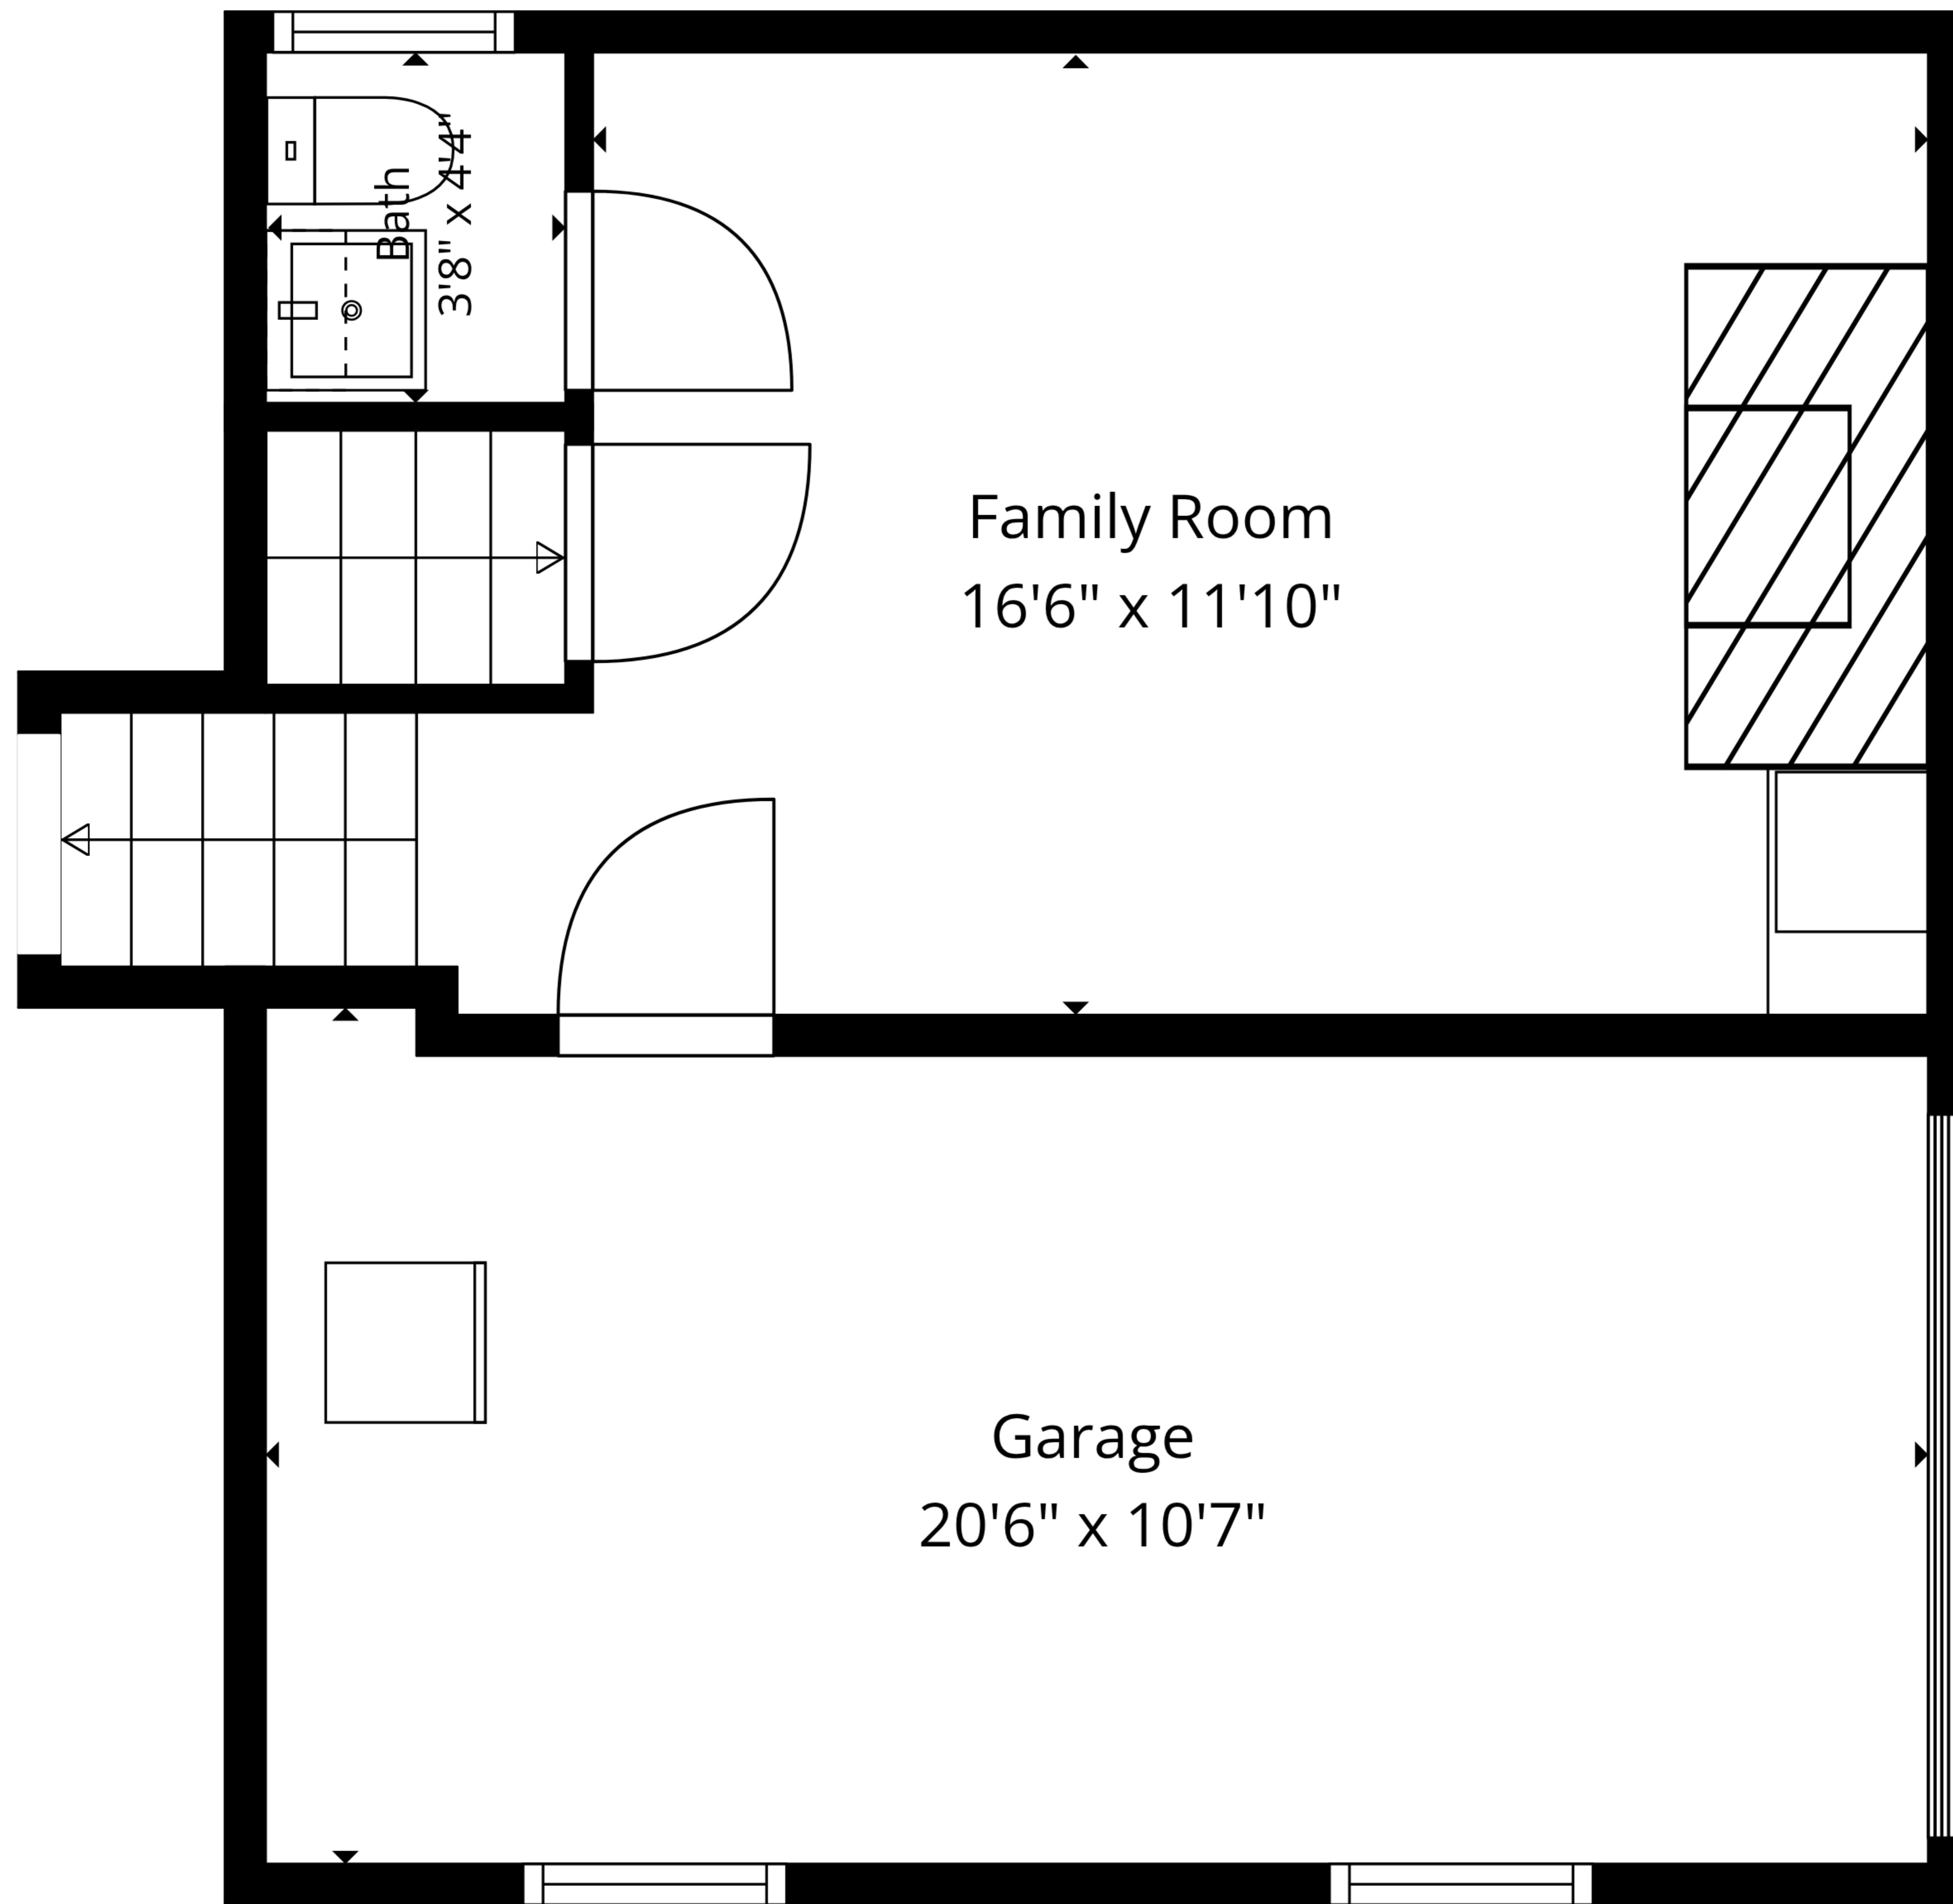 Bath
3'8" x 4'4"
Family Room
16'6" x 11'10"
Garage
20'6" x 10'7"